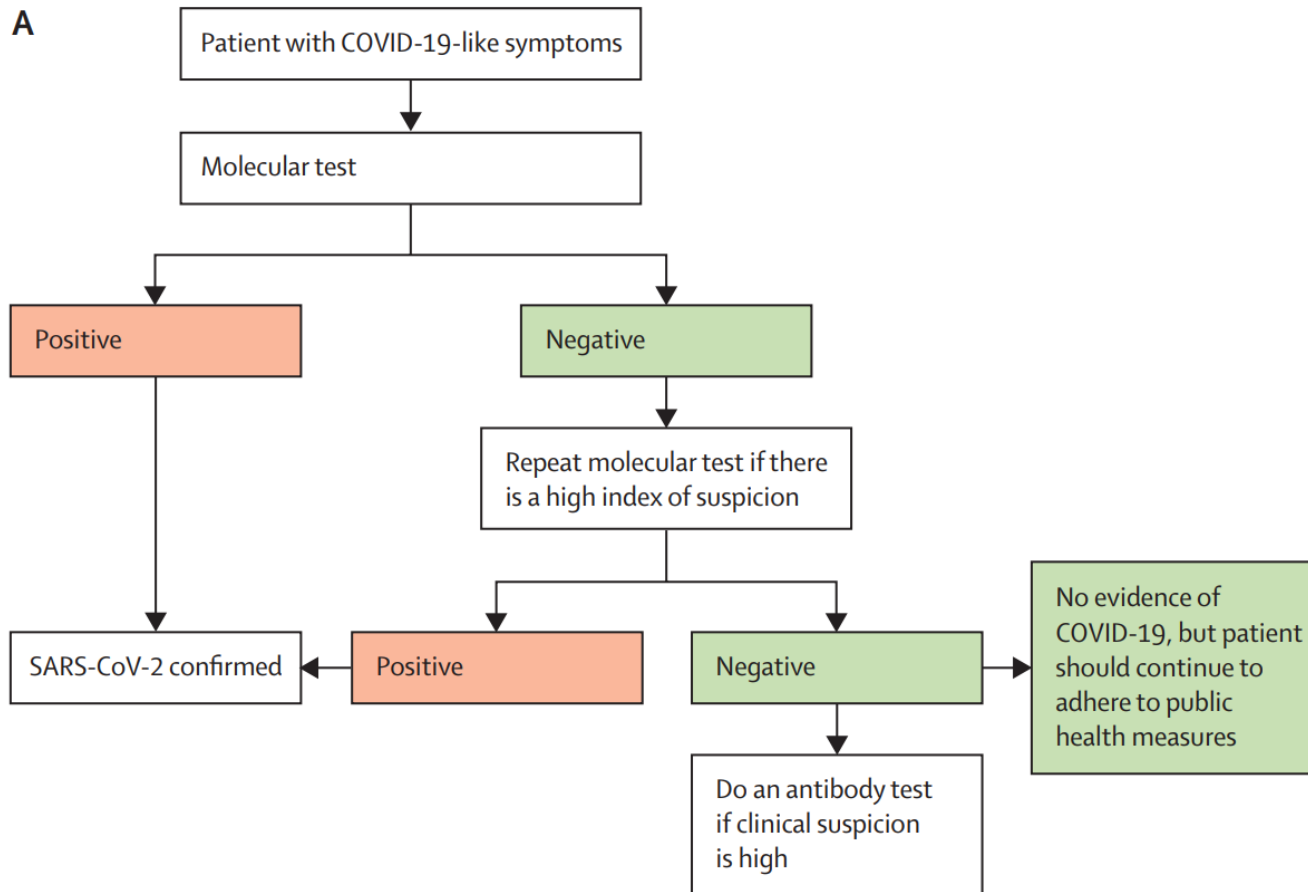 A
Patient with COVID-19-like symptoms
Molecular test
Positive
Negative
Repeat molecular test if there
is a high index of suspicion
SARS-CoV-2 confirmed
Positive
Negative
No evidence of
COVID-19, but patient
should continue to
adhere to public
health measures
Do an antibody test
if clinical suspicion
is high